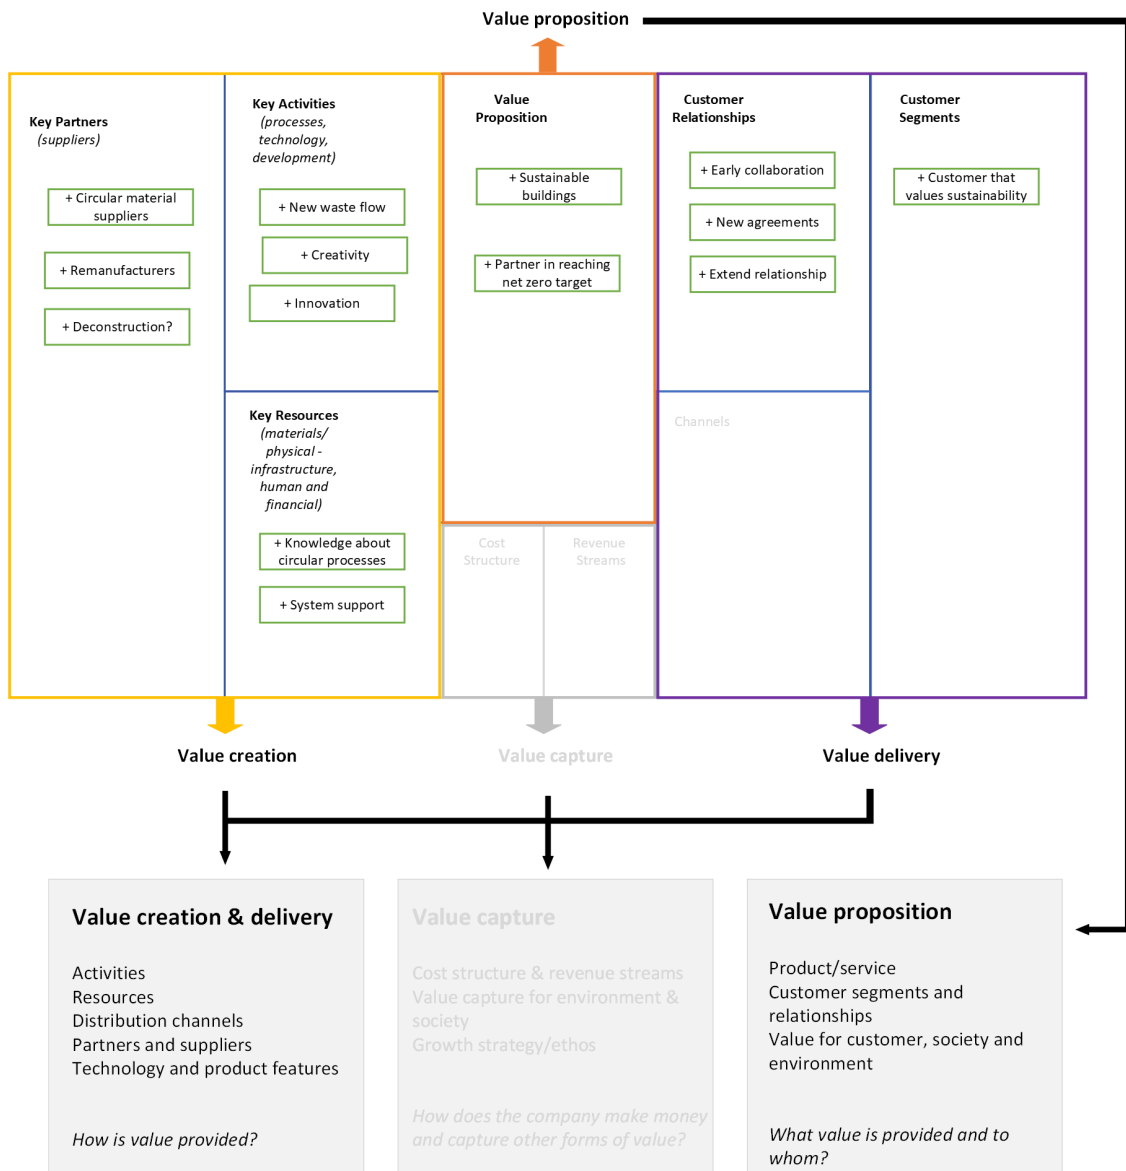 Value proposition
Key Partners
(suppliers)
+ Circular material
suppliers
+ Remanufacturers
+ Deconstruction?
Key Activities
(processes,
technology,
development)
+ New waste flow
+ Creativity
+ Innovation
Key Resources
(materials/
physical -
infrastructure,
human and
financial)
+ Knowledge about
circular processes
+ System support
Value
Proposition
+ Sustainable
buildings
+ Partner in reaching
net zero target
Cost
Structure
Revenue
Streams
Customer
Relationships
+ Early collaboration
+ New agreements
+ Extend relationship
Channels
Customer
Segments
+ Customer that
values sustainability
Value creation
Value capture
Value delivery
Value creation & delivery
Activities
Resources
Distribution channels
Partners and suppliers
Technology and product features
How is value provided?
Value capture
Cost structure & revenue streams
Value capture for environment &
society
Growth strategy/ethos
How does the company make money
and capture other forms of value?
Value proposition
Product/service
Customer segments and
relationships
Value for customer, society and
environment
What value is provided and to
whom?